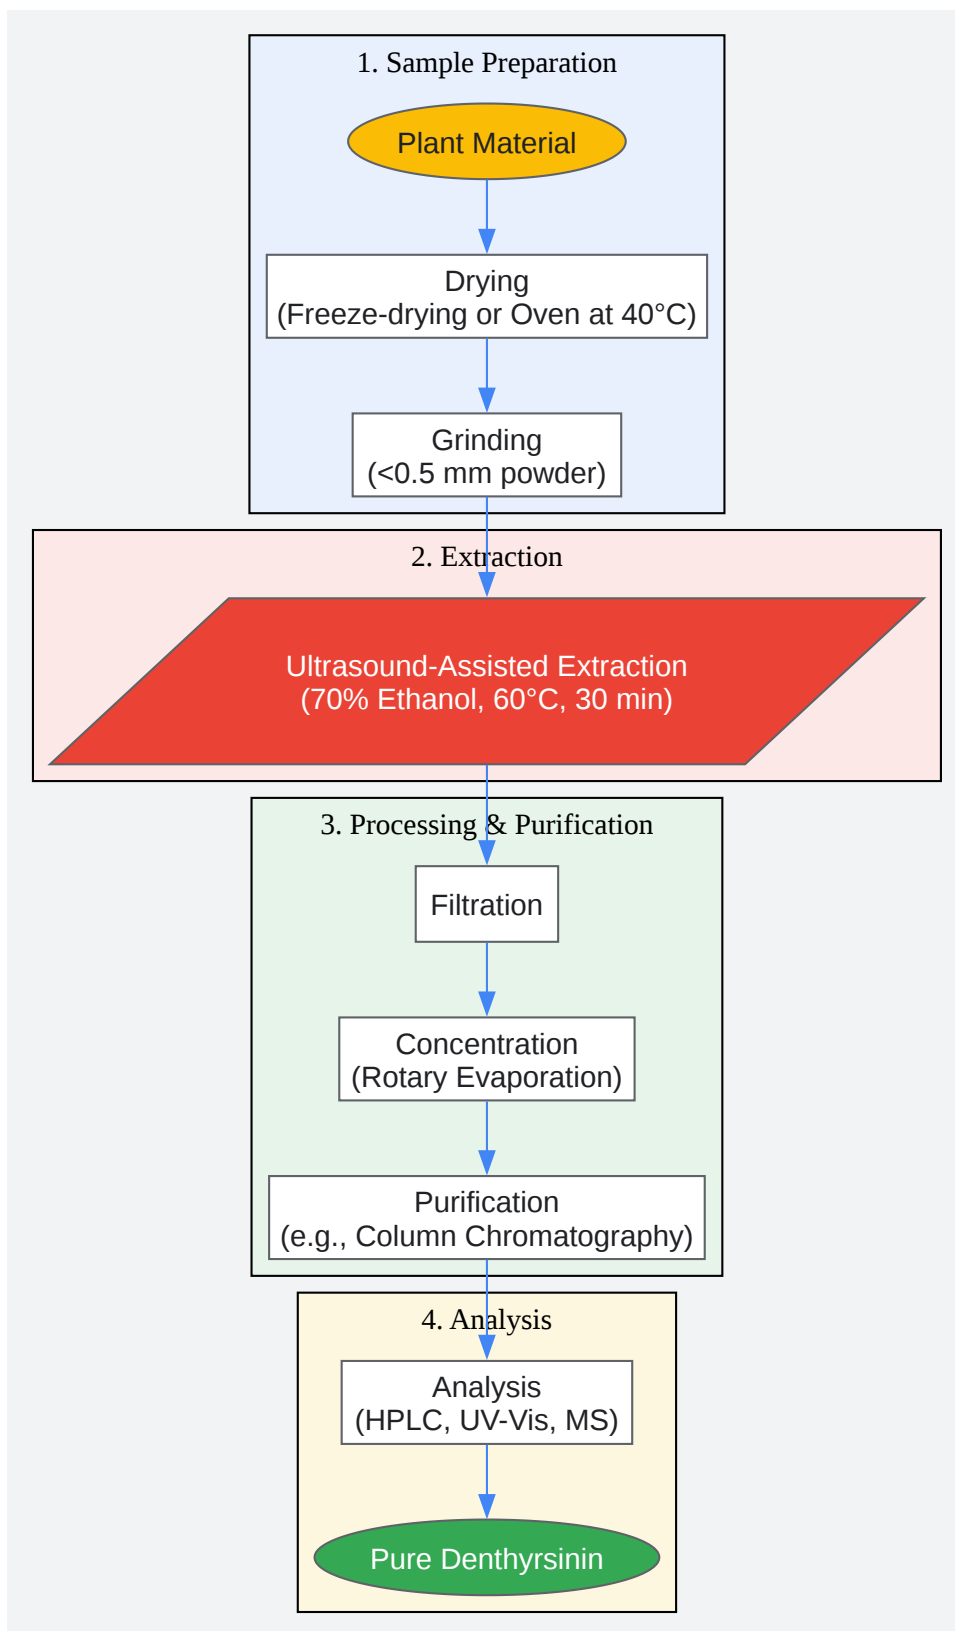 1. Sample Preparation
Plant Material
Drying
(Freeze-drying or Oven at 40°C)
Grinding
(<0.5 mm powder)
2. Extraction
Ultrasound-Assisted Extraction
(70% Ethanol, 60°C, 30 min)
3. Processing & Purification
Filtration
Concentration
(Rotary Evaporation)
Purification
(e.g., Column Chromatography)
4. Analysis
Analysis
(HPLC, UV-Vis, MS)
Pure Denthyrsinin